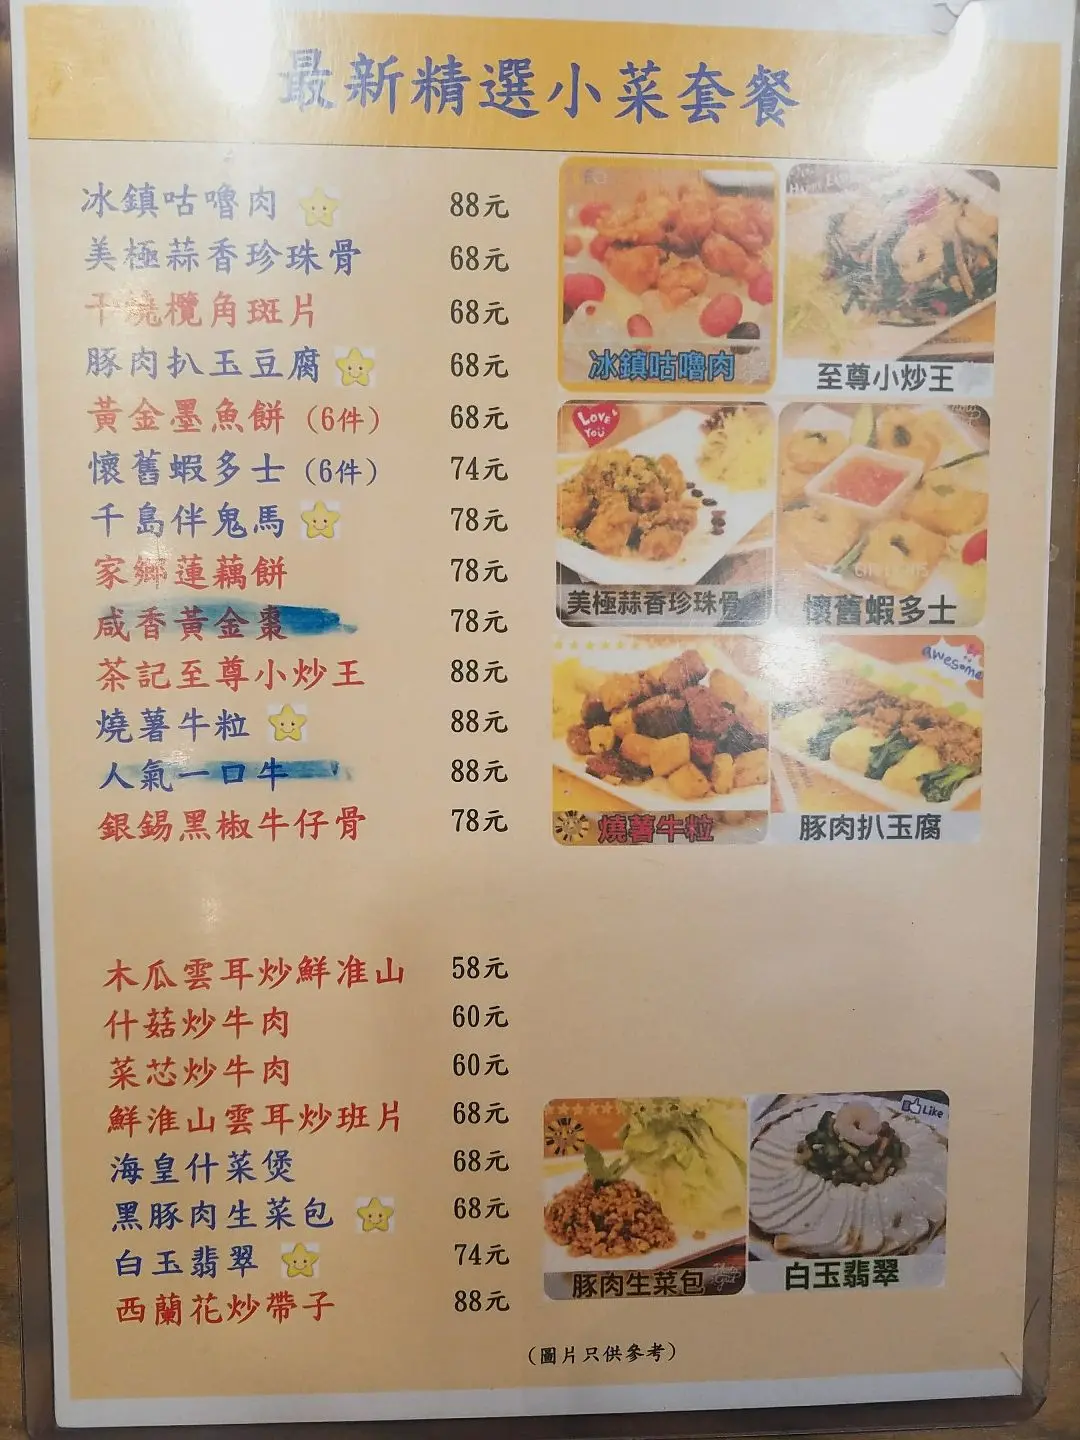 最新精選小菜套餐
冰鎮咕嚕肉 88元
美極蒜香珍珠骨 68元
干燒欖角斑片 68元
豚肉扒玉豆腐 68元
黃金墨魚餅 (6件) 68元
懷舊蝦多士 (6件) 74元
千島伴鬼馬 78元
家鄉蓮藕餅 78元
咸香黃金棗 78元
茶記至尊小炒王 88元
燒薯牛粒 88元
人氣一口牛 88元
銀錫黑椒牛仔骨 78元
冰鎮咕嚕肉
至尊小炒王
LOVE YOU
美極蒜香珍珠骨
懷舊蝦多士
awesome
燒薯牛粒
豚肉扒玉腐
木瓜雲耳炒鮮准山 58元
什菇炒牛肉 60元
菜芯炒牛肉 60元
鮮淮山雲耳炒班片 68元
海皇什菜煲 68元
黑豚肉生菜包 68元
白玉翡翠 74元
西蘭花炒帶子 88元
Like
豚肉生菜包
白玉翡翠
(圖片只供參考)